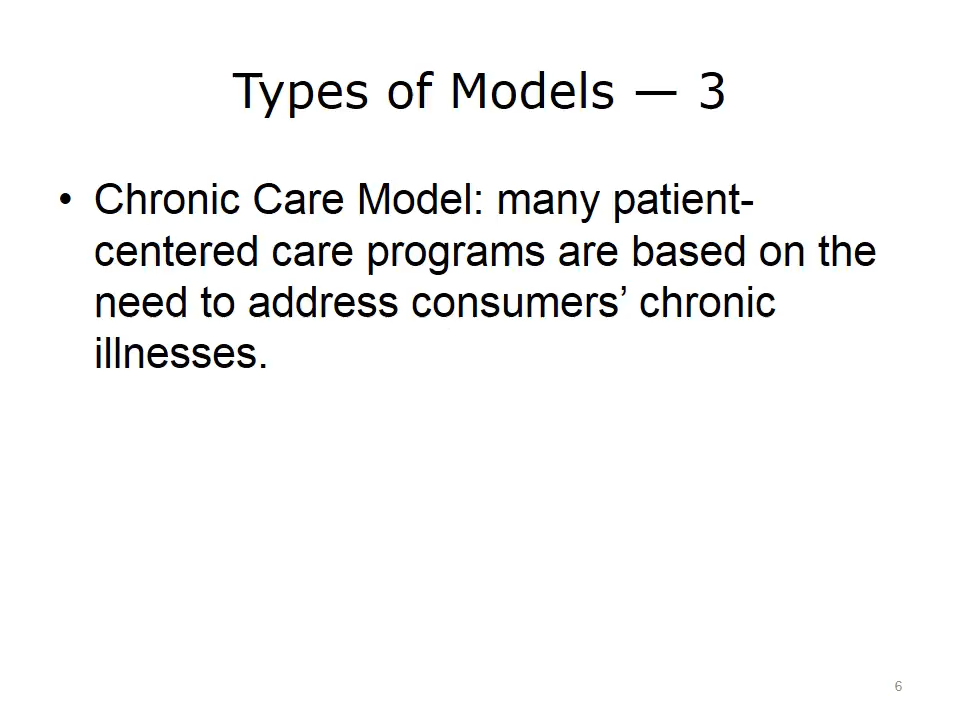 Types of Models — 3
• Chronic Care Model: many patient-
centered care programs are based on the
need to address consumers’ chronic
illnesses.
6